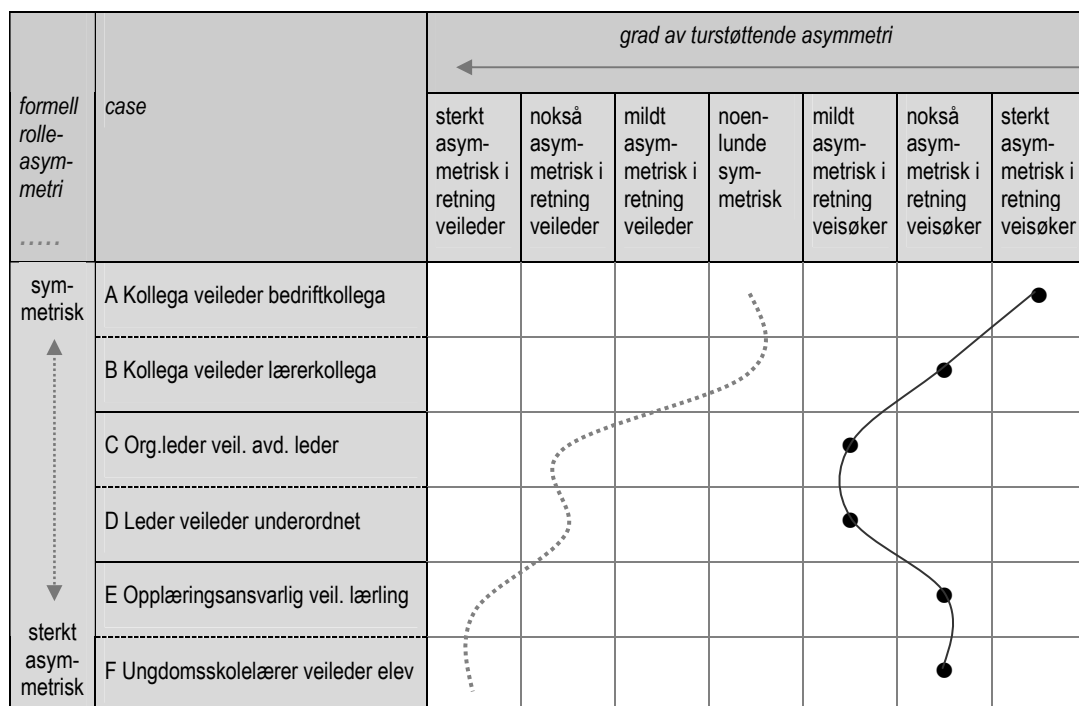 grad av turstøttende asymmetri
formell
rolle-
asym-
metri
.....
case
sterkt
asym-
metrisk i
retning
veileder
nokså
asym-
metrisk i
retning
veileder
mildt
asym-
metrisk i
retning
veileder
noen-
lunde
sym-
metrisk
mildt
asym-
metrisk i
retning
veisøker
nokså
asym-
metrisk i
retning
veisøker
sterkt
asym-
metrisk i
retning
veisøker
sym-
metrisk
A Kollega veileder bedriftkollega
B Kollega veileder lærerkollega
C Org.leder veil. avd. leder
D Leder veileder underordnet
E Opplæringsansvarlig veil. lærling
sterkt
asym-
metrisk
F Ungdomsskolelærer veileder elev